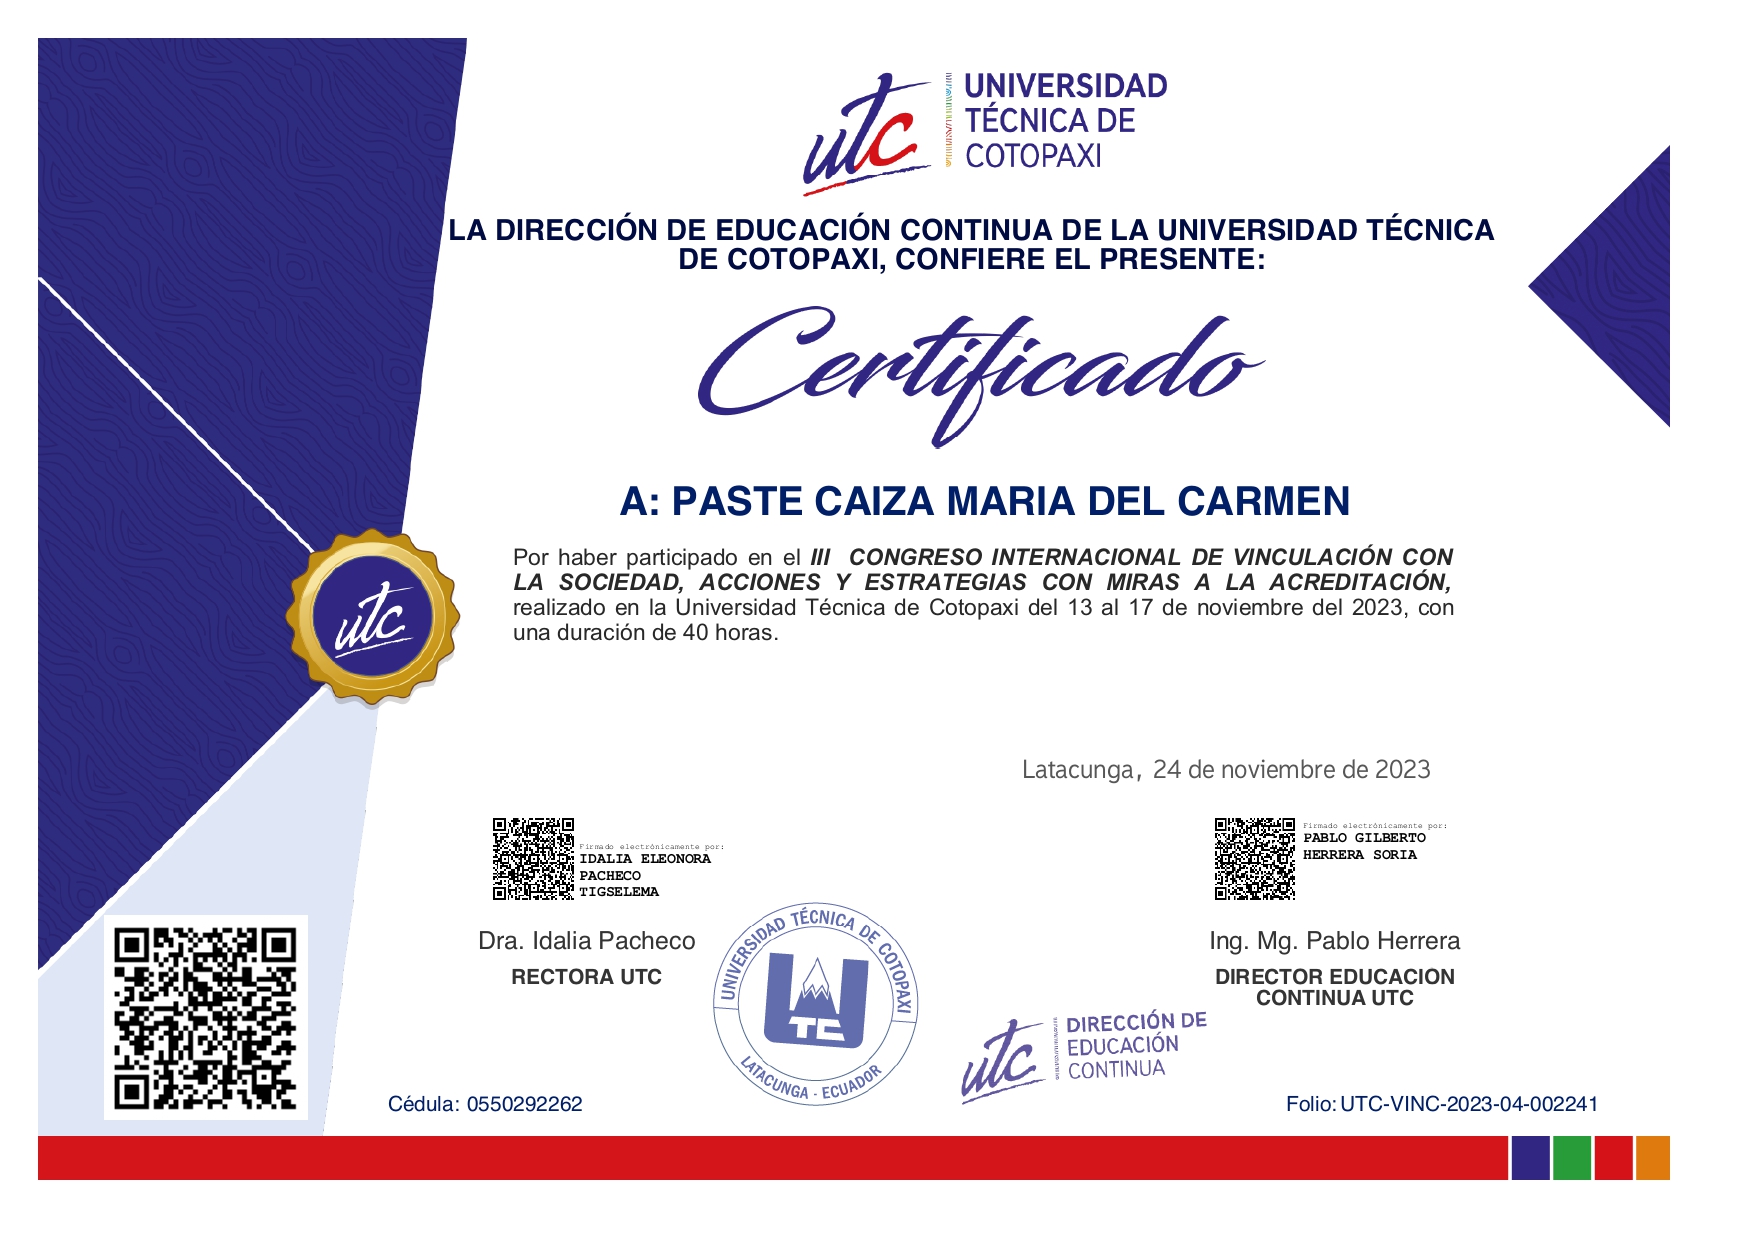 utc
UNIVERSIDAD
TÉCNICA DE
COTOPAXI
LA DIRECCIÓN DE EDUCACIÓN CONTINUA DE LA UNIVERSIDAD TÉCNICA
DE COTOPAXI, CONFIERE EL PRESENTE:
Certificado
A: PASTE CAIZA MARIA DEL CARMEN
Por haber participado en el III CONGRESO INTERNACIONAL DE VINCULACIÓN CON
LA SOCIEDAD, ACCIONES Y ESTRATEGIAS CON MIRAS A LA ACREDITACIÓN,
realizado en la Universidad Técnica de Cotopaxi del 13 al 17 de noviembre del 2023, con
una duración de 40 horas.
utc
Latacunga, 24 de noviembre de 2023
Firmado electrónicamente por:
IDALIA ELEONORA
PACHECO
TIGSELEMA
Firmado electrónicamente por:
PABLO GILBERTO
HERRERA SORIA
Dra. Idalia Pacheco
RECTORA UTC
Ing. Mg. Pablo Herrera
DIRECTOR EDUCACION
CONTINUA UTC
UNIVERSIDAD TÉCNICA DE COTOPAXI
UTC
LATACUNGA - ECUADOR
utc
DIRECCIÓN DE
EDUCACIÓN
CONTINUA
Cédula: 0550292262
Folio: UTC-VINC-2023-04-002241